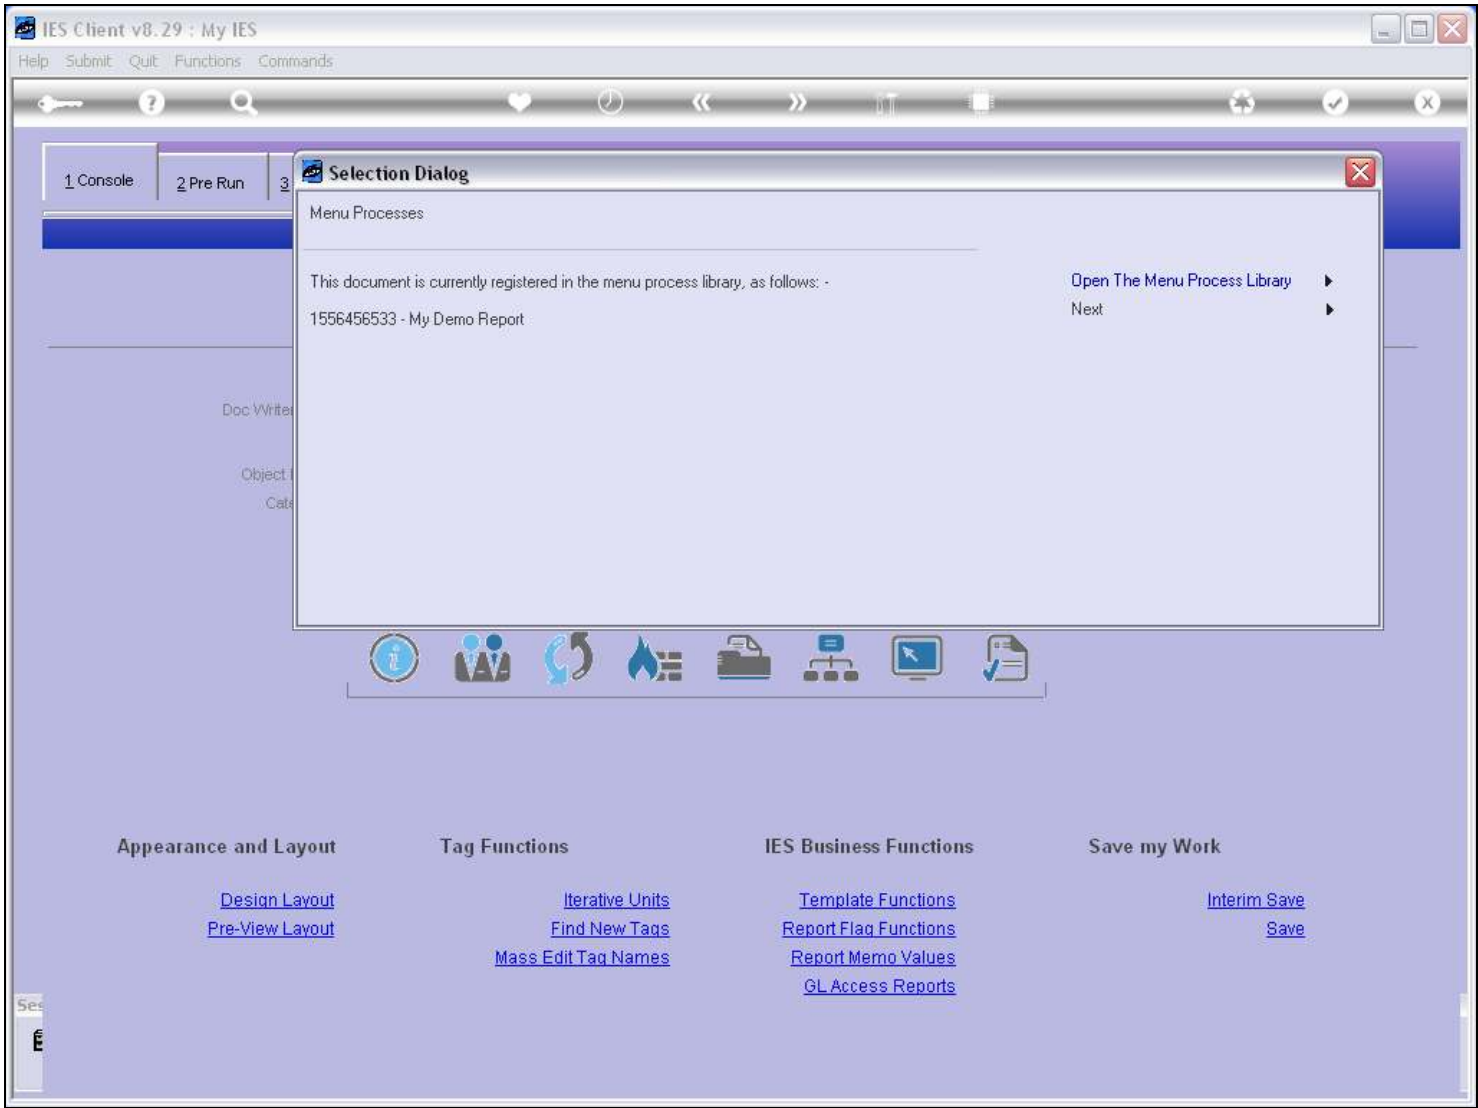 IES Client v8.29 : My IES
Help Submit Quit Functions Commands
1 Console 2 Pre Run 3
Selection Dialog
Menu Processes
This document is currently registered in the menu process library, as follows: -
1556456533 - My Demo Report
Open The Menu Process Library
Next
Doc Writer
Object
Cate
Appearance and Layout
Design Layout
Pre-View Layout
Tag Functions
Iterative Units
Find New Tags
Mass Edit Tag Names
IES Business Functions
Template Functions
Report Flag Functions
Report Memo Values
GL Access Reports
Save my Work
Interim Save
Save
Ses